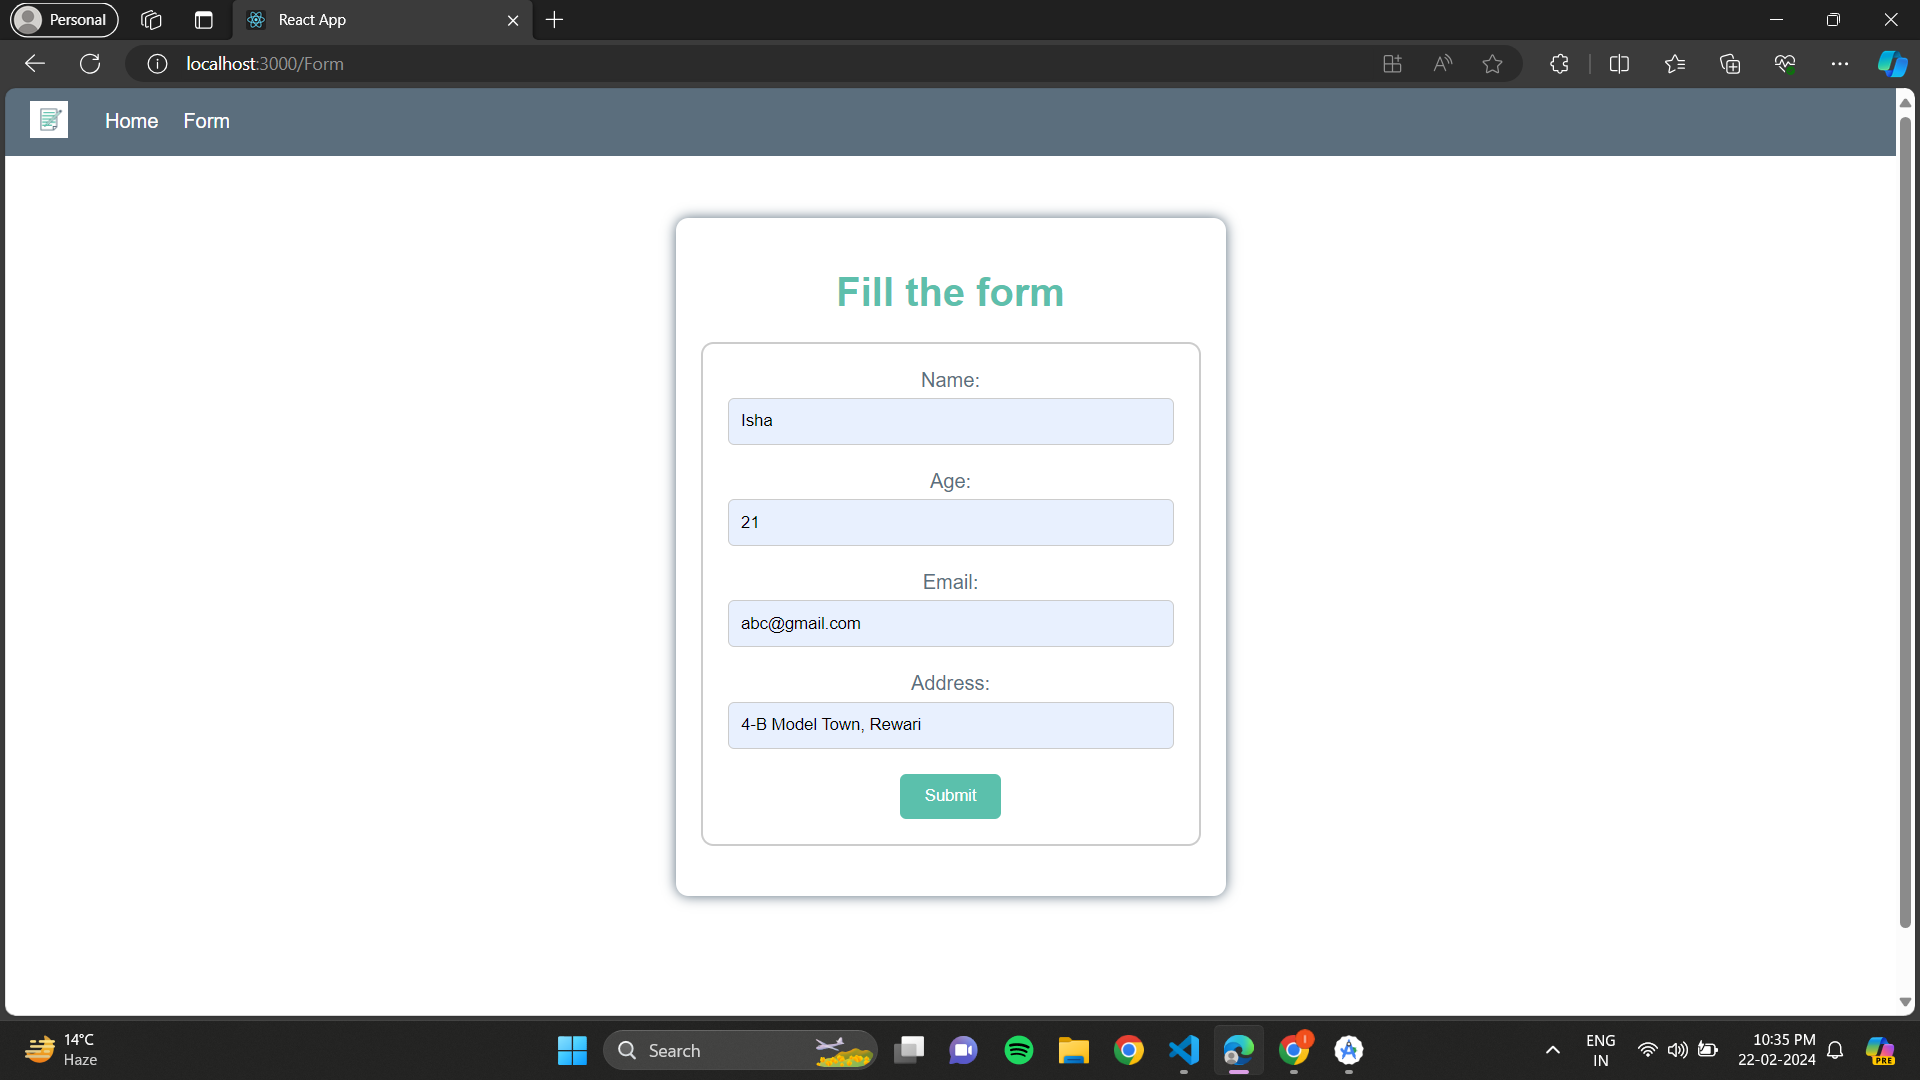 Personal
React App
localhost:3000/Form
Home Form
Fill the form
Name:
Isha
Age:
21
Email:
abc@gmail.com
Address:
4-B Model Town, Rewari
Submit
14°C
Haze
Search
ENG
IN
10:35 PM
22-02-2024
PRE